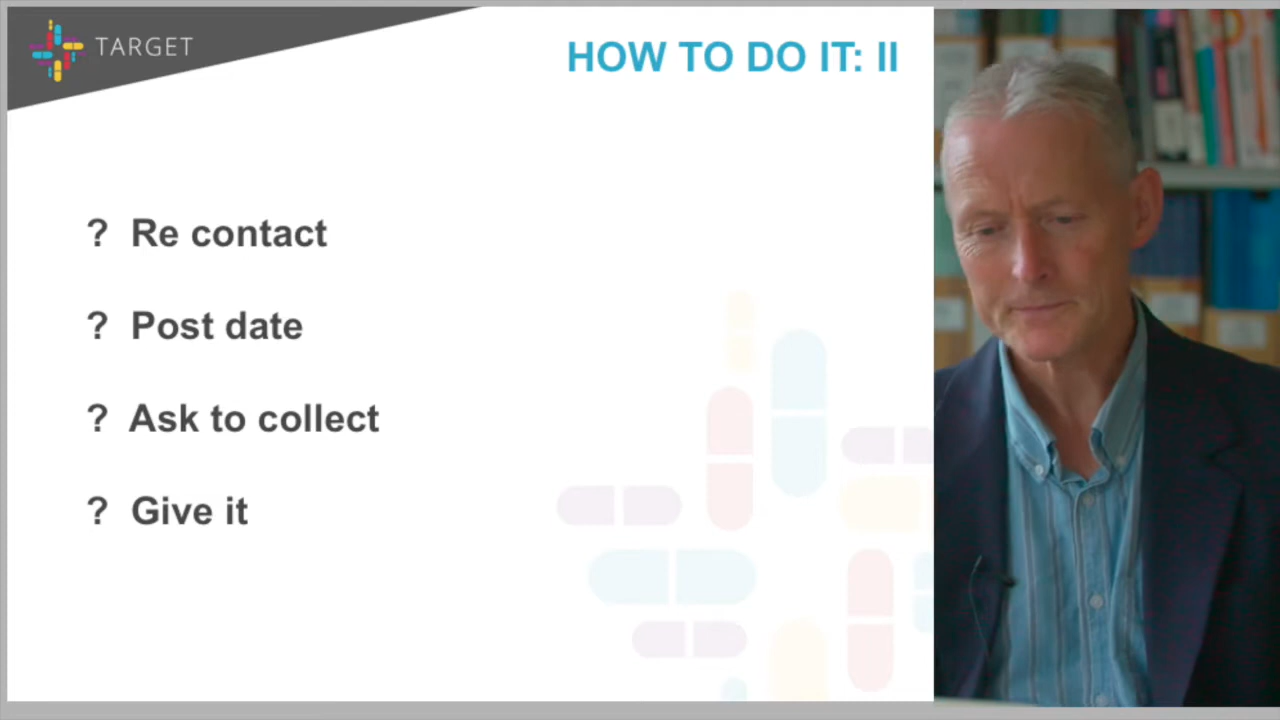 TARGET
HOW TO DO IT: II
? Re contact
? Post date
? Ask to collect
? Give it